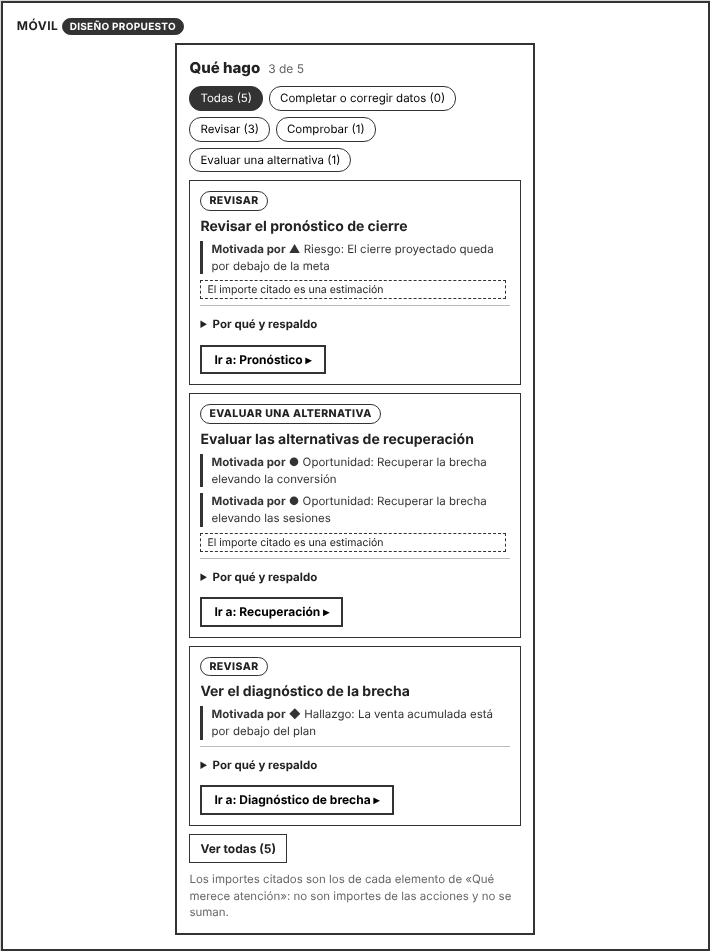 MÓVIL DISEÑO PROPUESTO
Qué hago 3 de 5
Todas (5) Completar o corregir datos (0)
Revisar (3) Comprobar (1)
Evaluar una alternativa (1)
REVISAR
Revisar el pronóstico de cierre
Motivada por ▲ Riesgo: El cierre proyectado queda
por debajo de la meta
El importe citado es una estimación
▶ Por qué y respaldo
Ir a: Pronóstico ▸
EVALUAR UNA ALTERNATIVA
Evaluar las alternativas de recuperación
Motivada por ● Oportunidad: Recuperar la brecha
elevando la conversión
Motivada por ● Oportunidad: Recuperar la brecha
elevando las sesiones
El importe citado es una estimación
▶ Por qué y respaldo
Ir a: Recuperación ▸
REVISAR
Ver el diagnóstico de la brecha
Motivada por ◆ Hallazgo: La venta acumulada está
por debajo del plan
▶ Por qué y respaldo
Ir a: Diagnóstico de brecha ▸
Ver todas (5)
Los importes citados son los de cada elemento de «Qué
merece atención»: no son importes de las acciones y no se
suman.